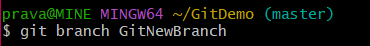 prava@MINE MINGW64 ~/GitDemo (master)
$ git branch GitNewBranch